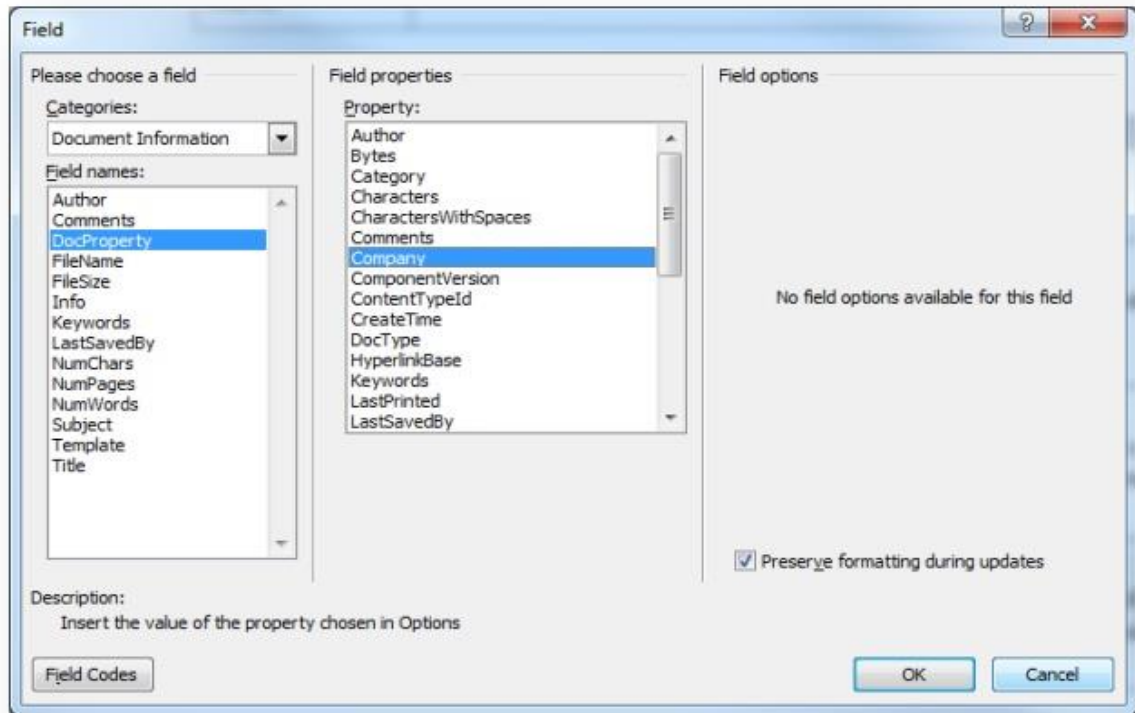 Field
Please choose a field
Categories:
Document Information
Field names:
Author
Comments
DocProperty
FileName
FileSize
Info
Keywords
LastSavedBy
NumChars
NumPages
NumWords
Subject
Template
Title
Field properties
Property:
Author
Bytes
Category
Characters
CharactersWithSpaces
Comments
Company
ComponentVersion
ContentTypeId
CreateTime
DocType
HyperlinkBase
Keywords
LastPrinted
LastSavedBy
Field options
No field options available for this field
Preserve formatting during updates
Description:
Insert the value of the property chosen in Options
Field Codes
OK
Cancel